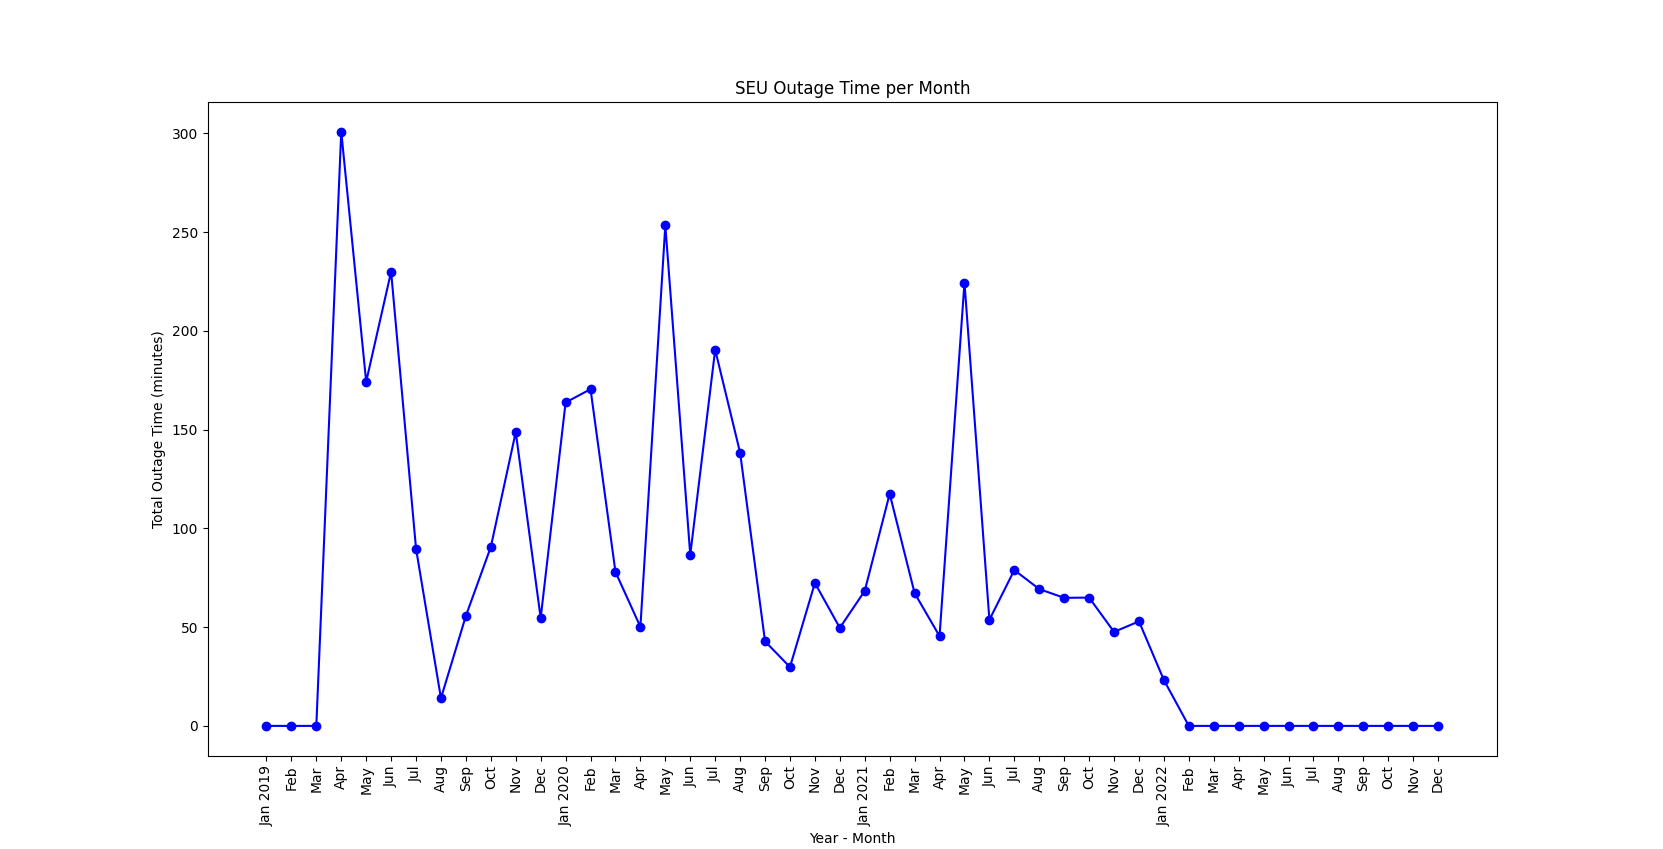 SEU Outage Time per Month
Total Outage Time (minutes)
300
250
200
150
100
50
0
Jan 2019
Feb
Mar
Apr
May
Jun
Jul
Aug
Sep
Oct
Nov
Dec
Jan 2020
Feb
Mar
Apr
May
Jun
Jul
Aug
Sep
Oct
Nov
Dec
Jan 2021
Feb
Mar
Apr
May
Jun
Jul
Aug
Sep
Oct
Nov
Dec
Jan 2022
Feb
Mar
Apr
May
Jun
Jul
Aug
Sep
Oct
Nov
Dec
Year - Month